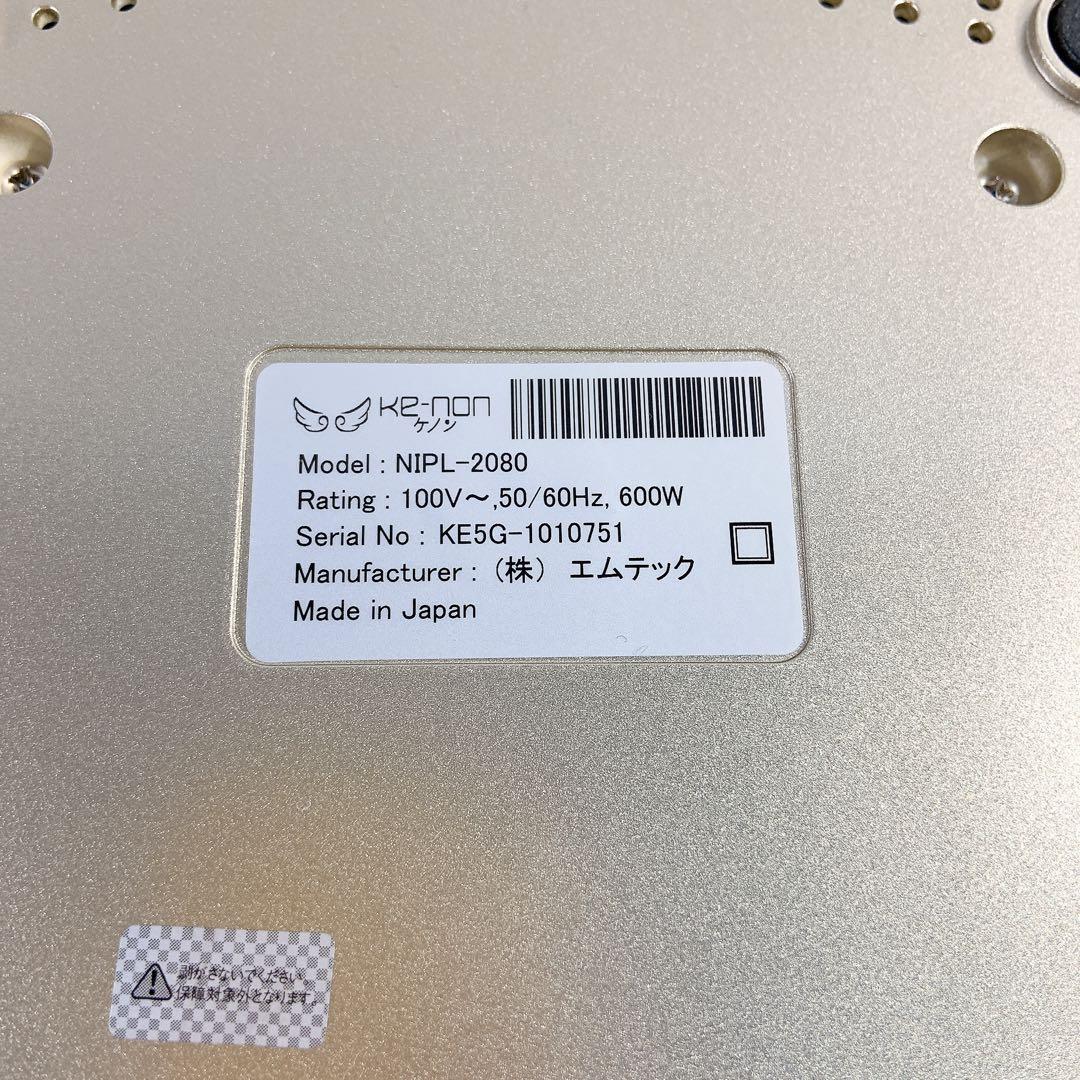 Ke-non
ケノン
Model : NIPL-2080
Rating : 100V～,50/60Hz, 600W
Serial No : KE5G-1010751
Manufacturer : （株） エムテック
Made in Japan
剥がさないでください。
保障対象外となります。